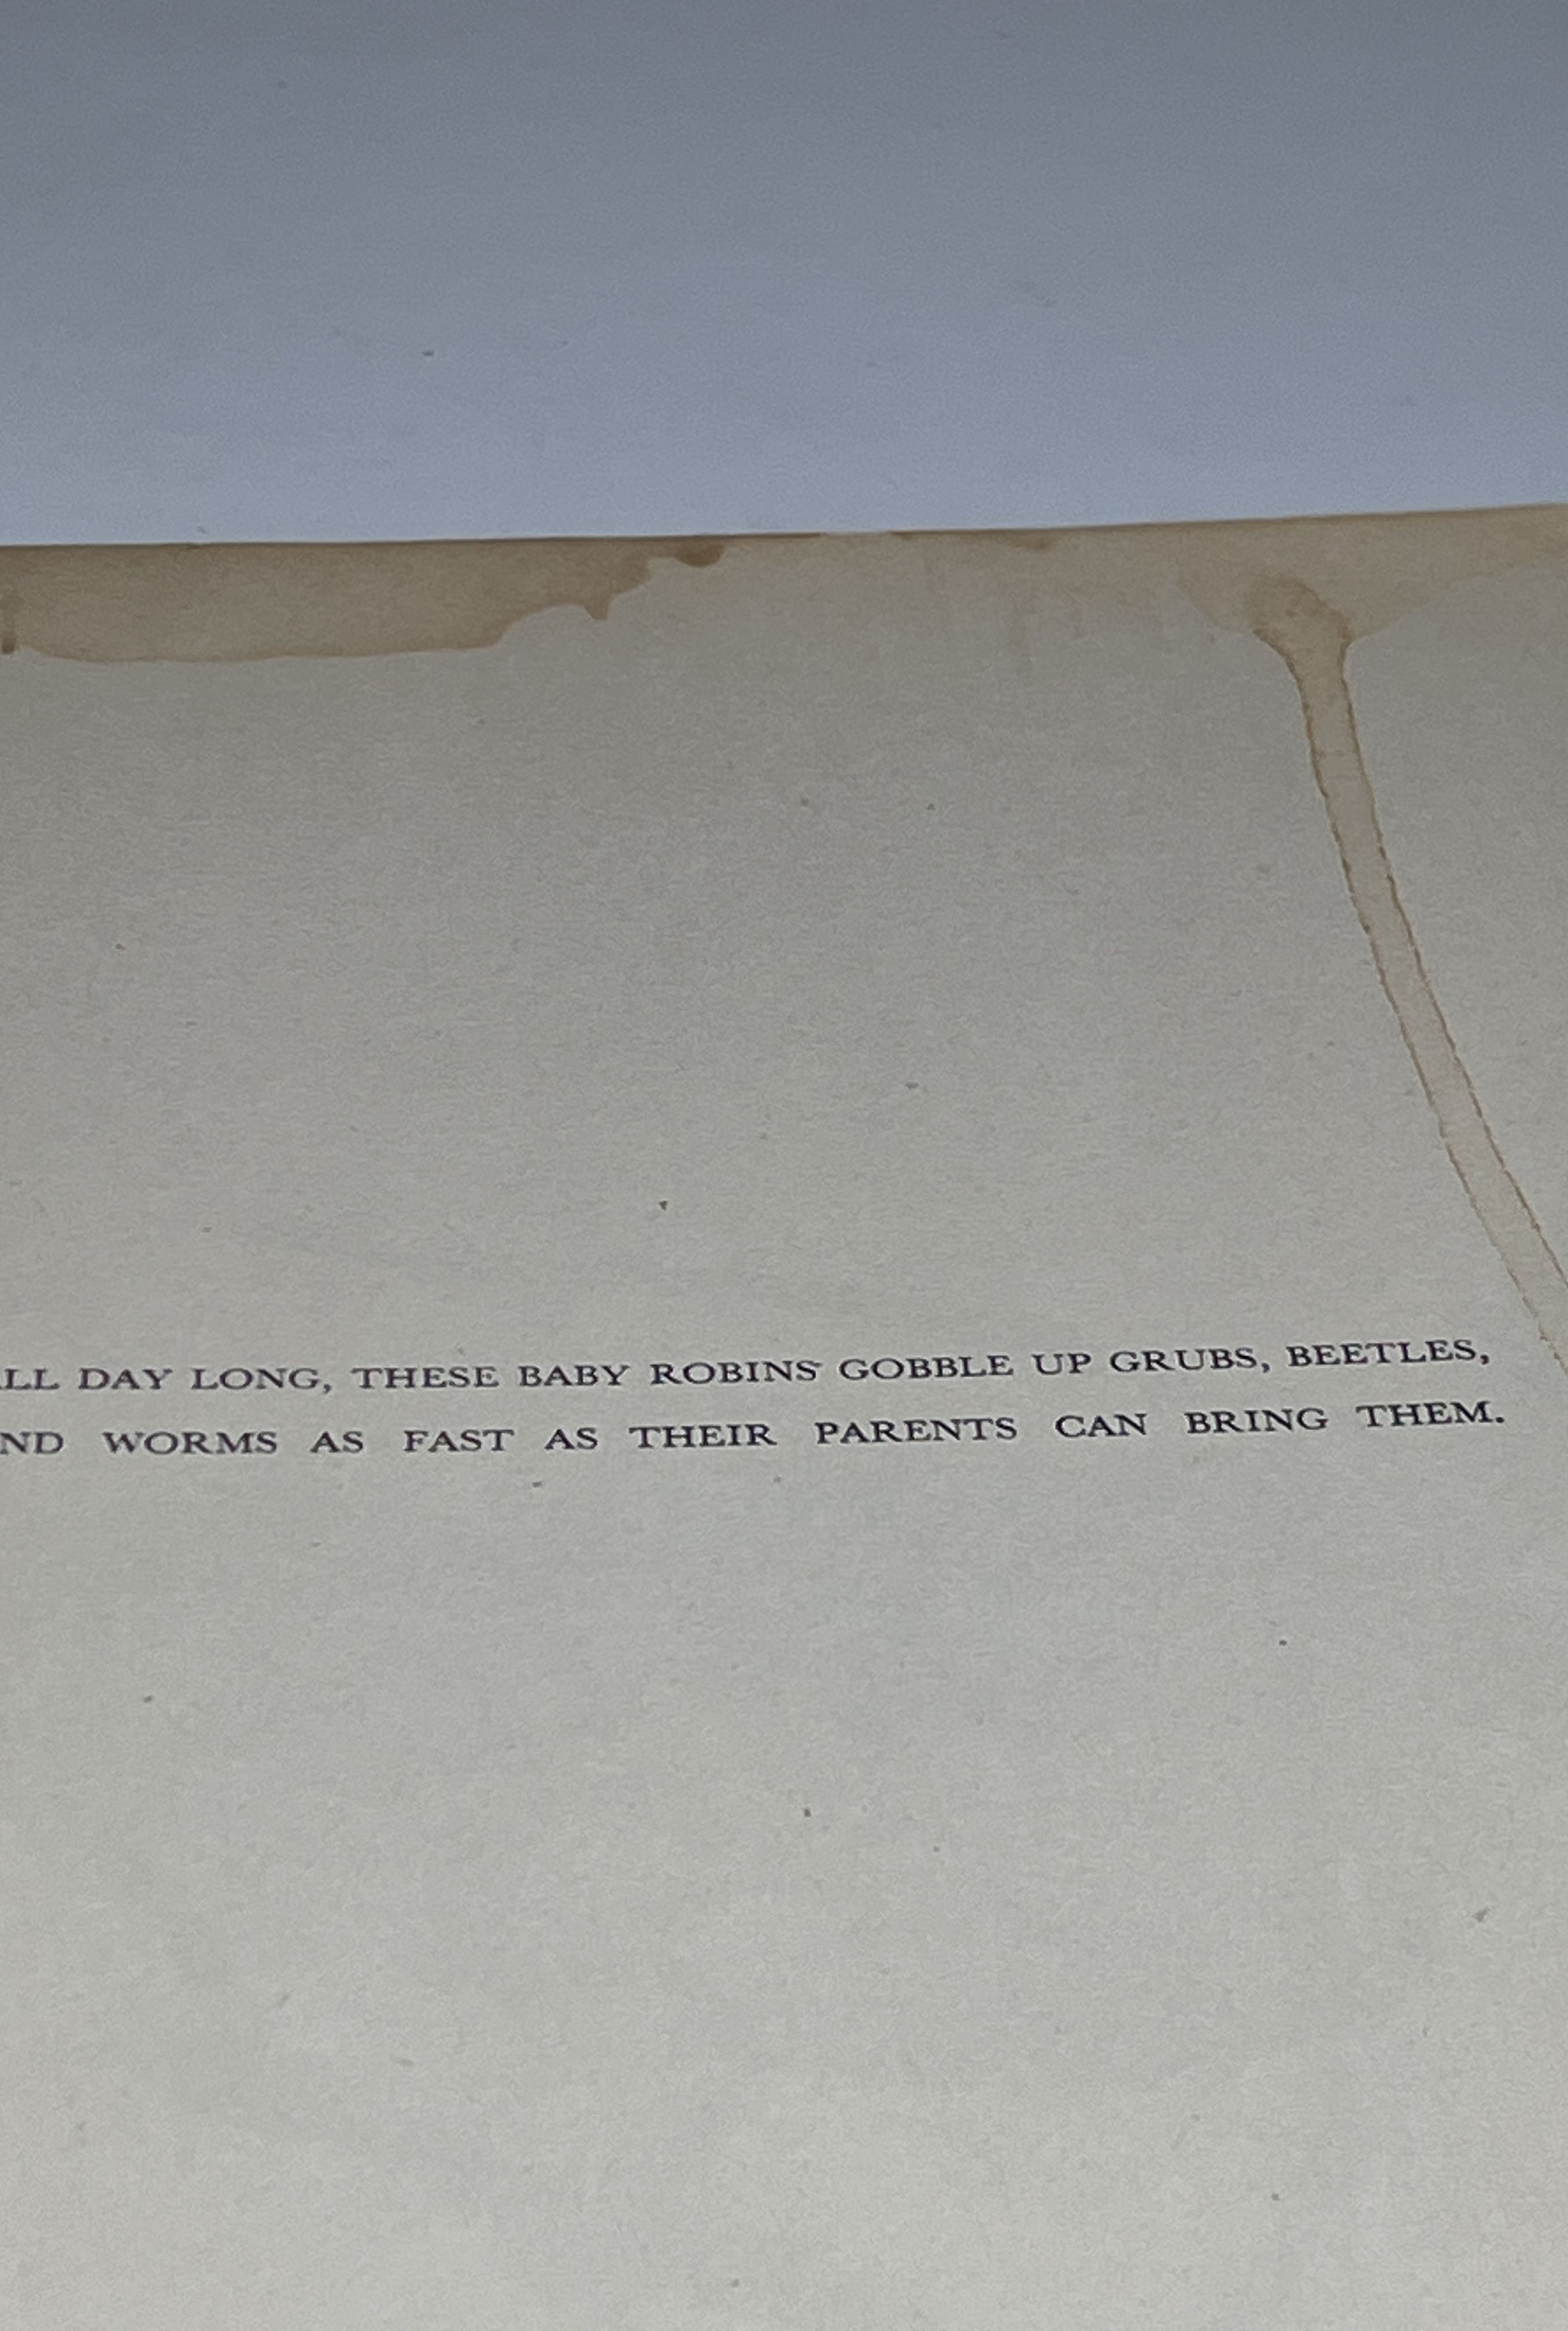 LL DAY LONG, THESE BABY ROBINS GOBBLE UP GRUBS, BEETLES,
ND WORMS AS FAST AS THEIR PARENTS CAN BRING THEM.